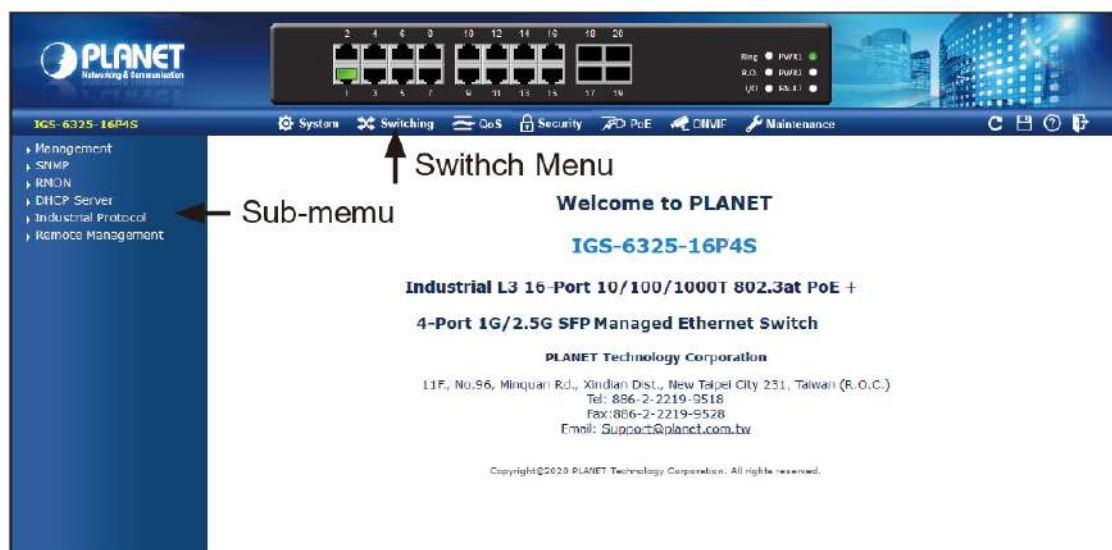 PLANET
Networking & Communication
2 4 6 8 10 12 14 16 18 20
1 3 5 7 9 11 13 15 17 19
Ring PWR1
R.O. PWR2
I/O FAULT
IGS-6325-16P4S
System Switching QoS Security PoE ONVIF Maintenance
Management
SNMP
RMON
DHCP Server
Industrial Protocol
Remote Management
Swithch Menu
Sub-memu
Welcome to PLANET
IGS-6325-16P4S
Industrial L3 16-Port 10/100/1000T 802.3at PoE +
4-Port 1G/2.5G SFP Managed Ethernet Switch
PLANET Technology Corporation
11F., No.96, Minquan Rd., Xindian Dist., New Taipei City 231, Taiwan (R.O.C.)
Tel: 886-2-2219-9518
Fax:886-2-2219-9528
Email: Support@planet.com.tw
Copyright©2020 PLANET Technology Corporation. All rights reserved.